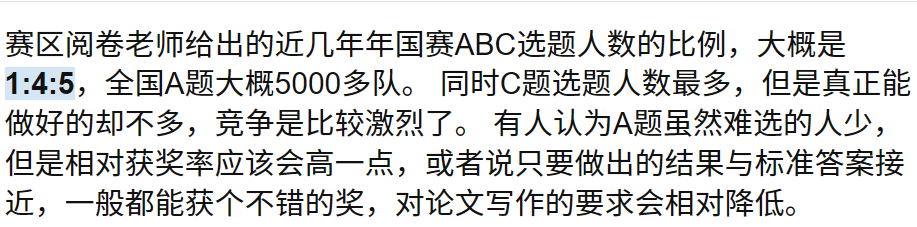 赛区阅卷老师给出的近几年年国赛ABC选题人数的比例，大概是
1:4:5，全国A题大概5000多队。 同时C题选题人数最多，但是真正能
做好的却不多，竞争是比较激烈了。 有人认为A题虽然难选的人少，
但是相对获奖率应该会高一点，或者说只要做出的结果与标准答案接
近，一般都能获个不错的奖，对论文写作的要求会相对降低。